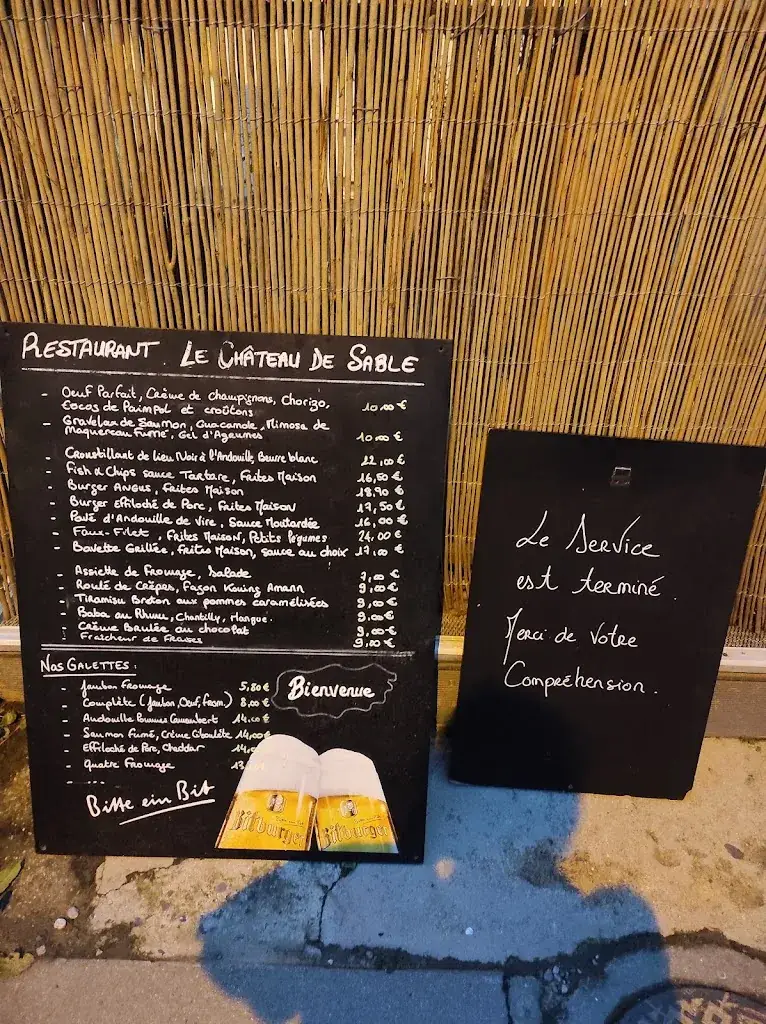 RESTAURANT LE CHÂTEAU DE SABLE
- Oeuf Parfait, Crème de champignons, Chorizo,
Cocos de Paimpol et croûtons 10,00 €
- Gravelax de Saumon, Guacamole, Mimosa de
Maquereau Fumé, Gel d'Agrumes 10,00 €
- Croustillant de Lieu Noir à l'Andouille, Beurre blanc 22,00 €
- Fish & Chips sauce Tartare, Frites Maison 16,50 €
- Burger Angus, Frites Maison 18,90 €
- Burger Effiloché de Porc, Frites Maison 17,50 €
- Pavé d'Andouille de Vire, Sauce Moutardée 16,00 €
- Faux-Filet, Frites Maison, Petits légumes 24.00 €
- Bavette Grillée, frites Maison, sauce au choix 17,00 €
- Assiette de Fromage, Salade 7,00 €
- Roulé de Crêpes, Façon Kouing Amann 9,00 €
- Tiramisu Breton aux pommes caramélisées 9,00 €
- Baba au Rhum, Chantilly, Mangue. 9,00 €
- Crème Brulée au chocolat 9,00 €
- Fraicheur de Fraises 9,00 €
NOS GALETTES :
- Jambon Fromage 5,80 €
- Complète (Jambon, Oeuf, From.) 8,00 €
- Andouille Pommes Camembert 14,00 €
- Saumon Fumé, Crème Ciboulette 14,00 €
- Effiloché de Porc, Cheddar 14,00
- Quatre Fromage
Bienvenue
Bitte ein Bit
Bitburger
Bitburger
Le Service
est terminé.
Merci de Votre
Compréhension.